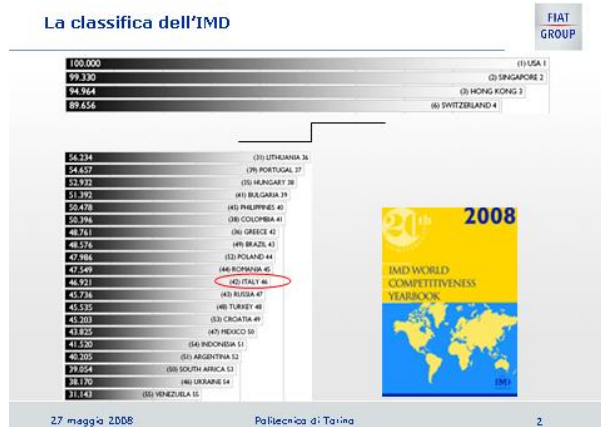 La classifica dell'IMD
FIAT
GROUP
100.000 (1) USA 1
99.330 (2) SINGAPORE 2
94.964 (3) HONG KONG 3
89.656 (6) SWITZERLAND 4
56.234 (31) LITHUANIA 36
54.657 (39) PORTUGAL 37
52.932 (35) HUNGARY 38
51.392 (41) BULGARIA 39
50.478 (45) PHILIPPINES 40
50.396 (38) COLOMBIA 41
48.761 (36) GREECE 42
48.576 (49) BRAZIL 43
47.986 (52) POLAND 44
47.549 (44) ROMANIA 45
46.921 (42) ITALY 46
45.736 (43) RUSSIA 47
45.535 (48) TURKEY 48
45.203 (53) CROATIA 49
43.825 (47) MEXICO 50
41.520 (54) INDONESIA 51
40.205 (51) ARGENTINA 52
39.054 (50) SOUTH AFRICA 53
38.170 (46) UKRAINE 54
31.143 (55) VENEZUELA 55
20th
2008
IMD WORLD
COMPETITIVENESS
YEARBOOK
IMD
27 maggio 2008 Politecnico di Torino 2